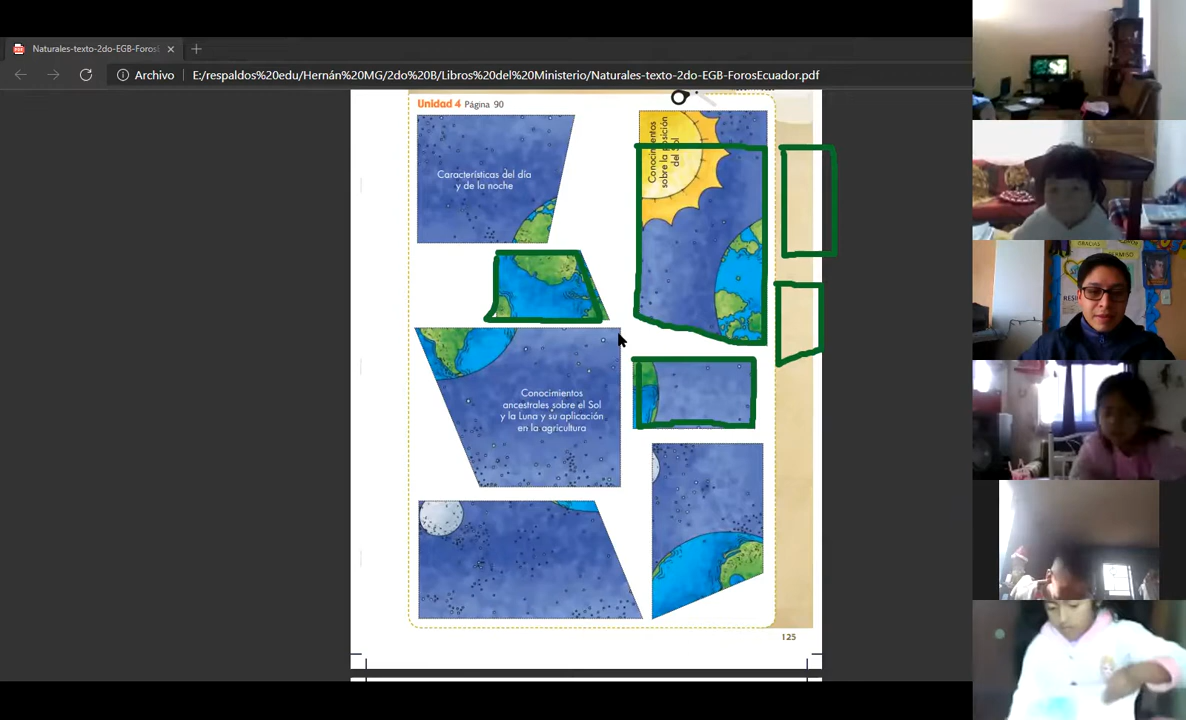 Naturales-texto-2do-EGB-ForosE
Archivo
E:/respaldos%20edu/Hernán%20MG/2do%20B/Libros%20del%20Ministerio/Naturales-texto-2do-EGB-ForosEcuador.pdf
Unidad 4 Página 90
Características del día
y de la noche
Conocimientos
sobre la posición
del Sol
Conocimientos
ancestrales sobre el Sol
y la Luna y su aplicación
en la agricultura
125
GRACIAS